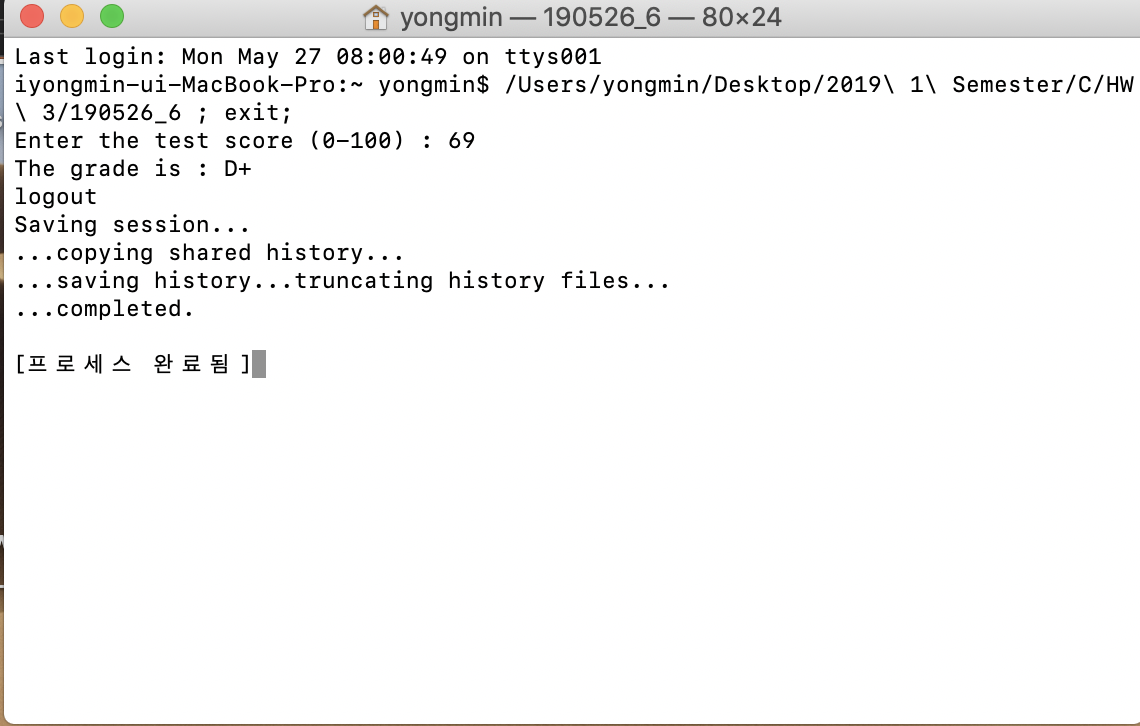 yongmin — 190526_6 — 80×24
Last login: Mon May 27 08:00:49 on ttys001
iyongmin-ui-MacBook-Pro:~ yongmin$ /Users/yongmin/Desktop/2019\ 1\ Semester/C/HW
\ 3/190526_6 ; exit;
Enter the test score (0-100) : 69
The grade is : D+
logout
Saving session...
...copying shared history...
...saving history...truncating history files...
...completed.
[프로세스 완료됨]